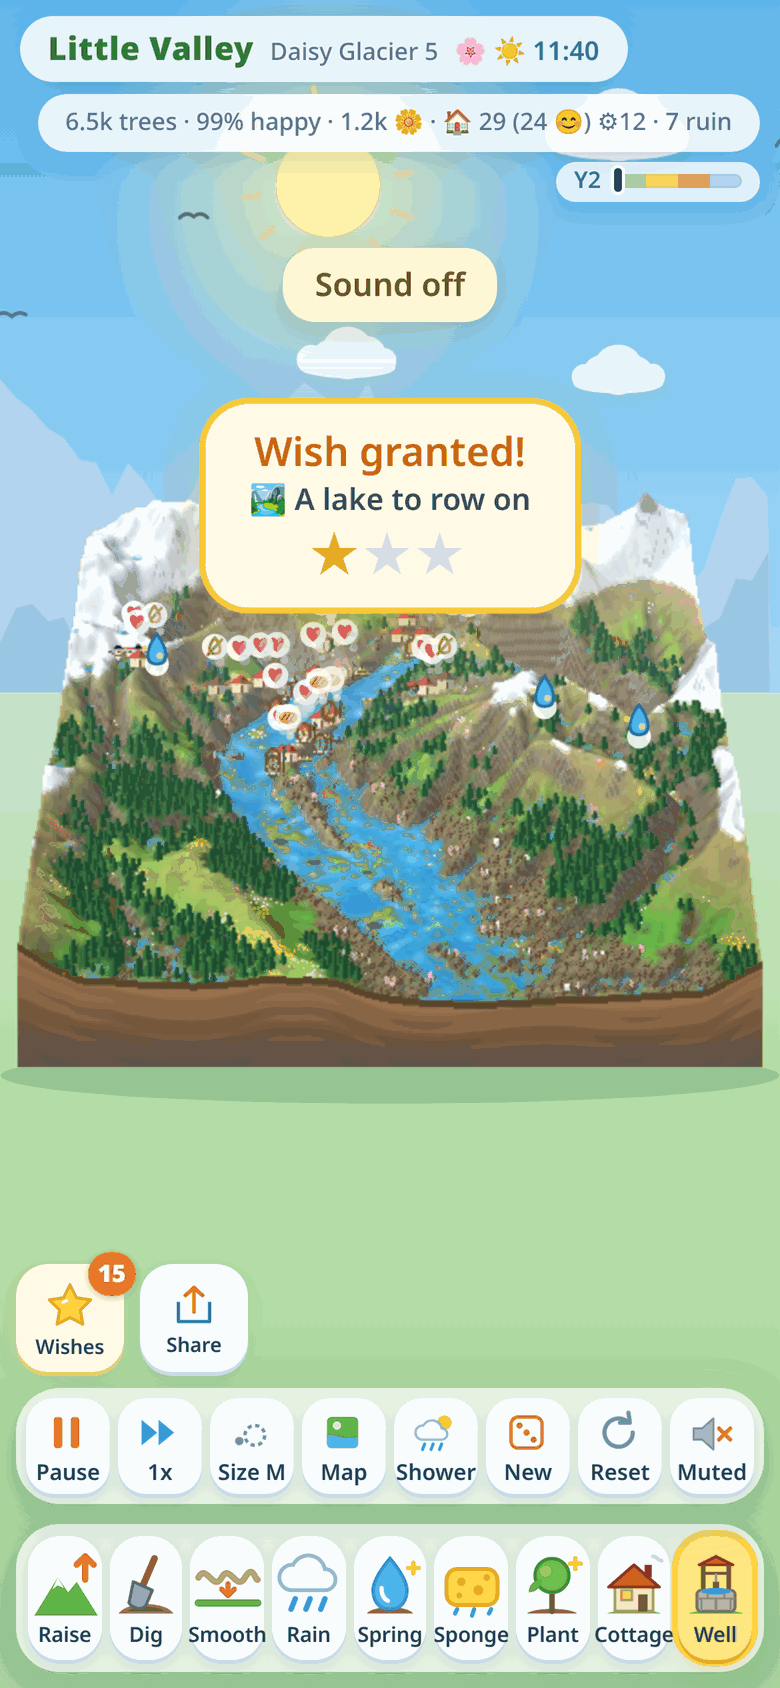 Little Valley Daisy Glacier 5 🌸 ☀️ 11:40
6.5k trees · 99% happy · 1.2k 🌼 · 🏠 29 (24 😊) ⚙12 · 7 ruin
Y2
Sound off
Wish granted!
🏞️ A lake to row on
★★★
15
Wishes
Share
Pause
1x
Size M
Map
Shower
New
Reset
Muted
Raise
Dig
Smooth
Rain
Spring
Sponge
Plant
Cottage
Well